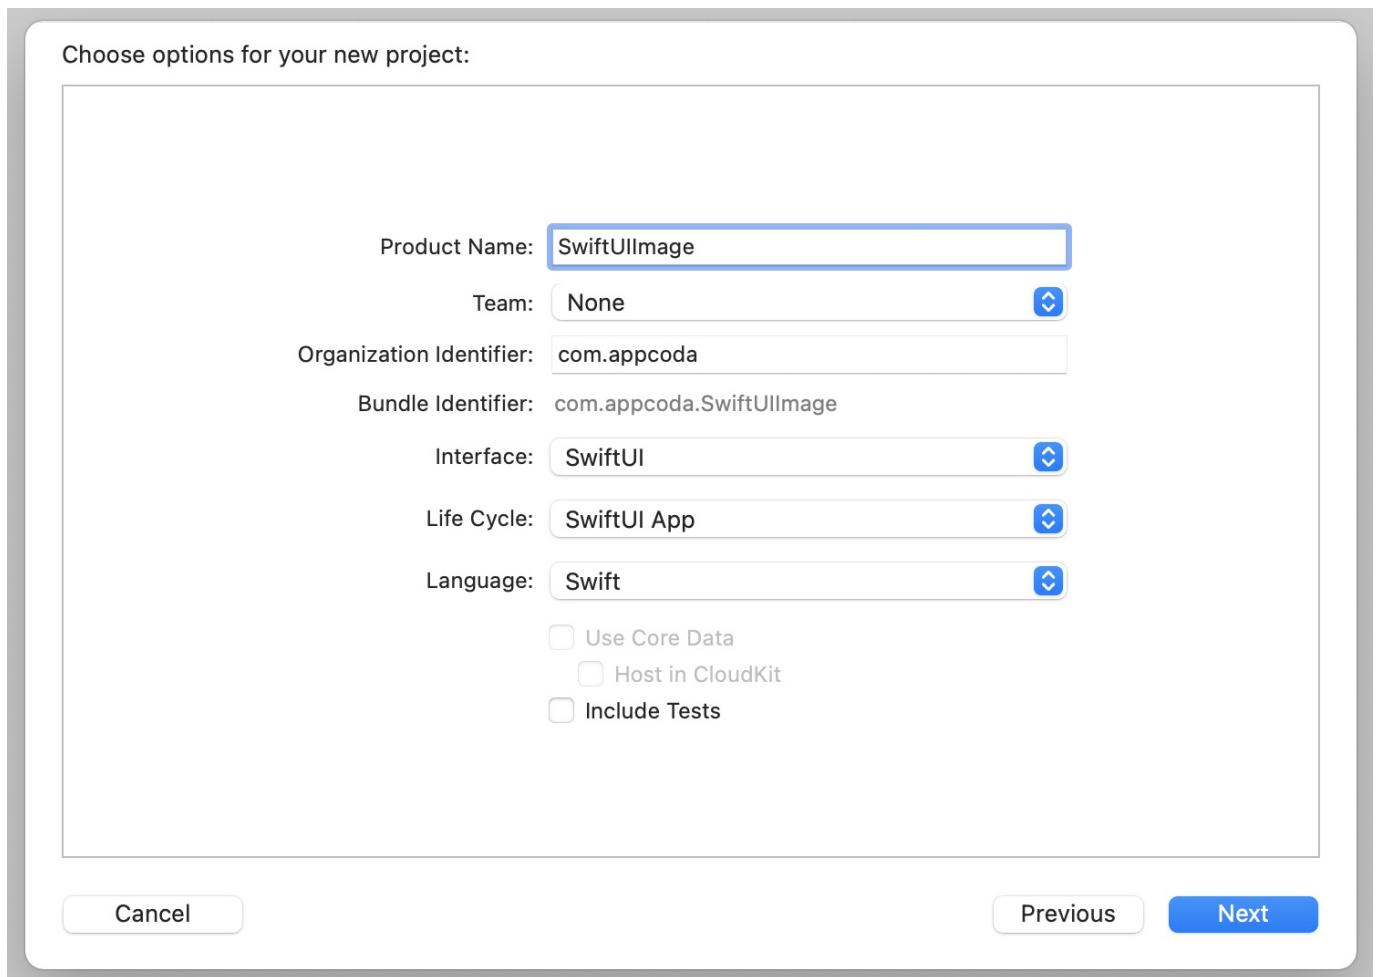 Choose options for your new project:
Product Name: SwiftUIImage
Team: None
Organization Identifier: com.appcoda
Bundle Identifier: com.appcoda.SwiftUIImage
Interface: SwiftUI
Life Cycle: SwiftUI App
Language: Swift
Use Core Data
Host in CloudKit
Include Tests
Cancel Previous Next